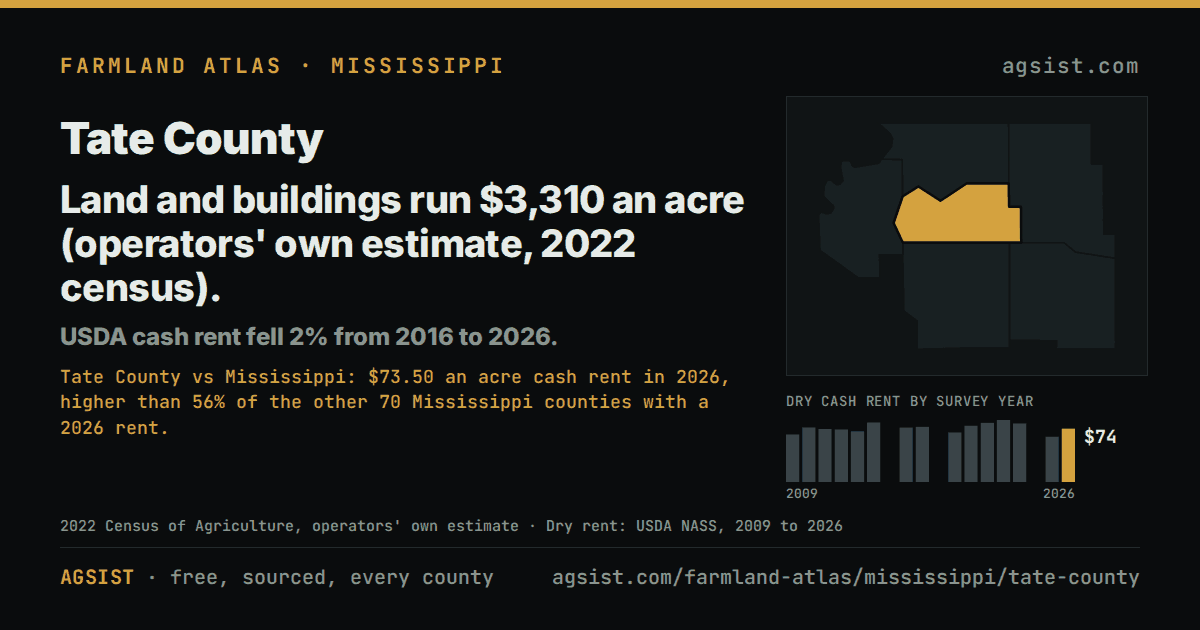 FARMLAND ATLAS · MISSISSIPPI
agsist.com
Tate County
Land and buildings run $3,310 an acre
(operators' own estimate, 2022
census).
USDA cash rent fell 2% from 2016 to 2026.
Tate County vs Mississippi: $73.50 an acre cash rent in 2026,
higher than 56% of the other 70 Mississippi counties with a
2026 rent.
DRY CASH RENT BY SURVEY YEAR
$74
2009
2026
2022 Census of Agriculture, operators' own estimate · Dry rent: USDA NASS, 2009 to 2026
AGSIST · free, sourced, every county
agsist.com/farmland-atlas/mississippi/tate-county